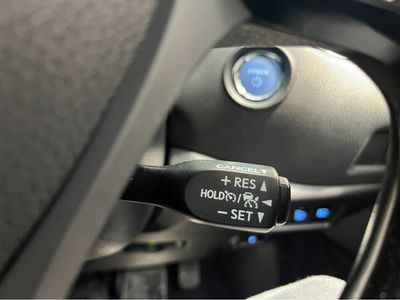 POWER
CANCEL
+ RES
HOLD /
− SET